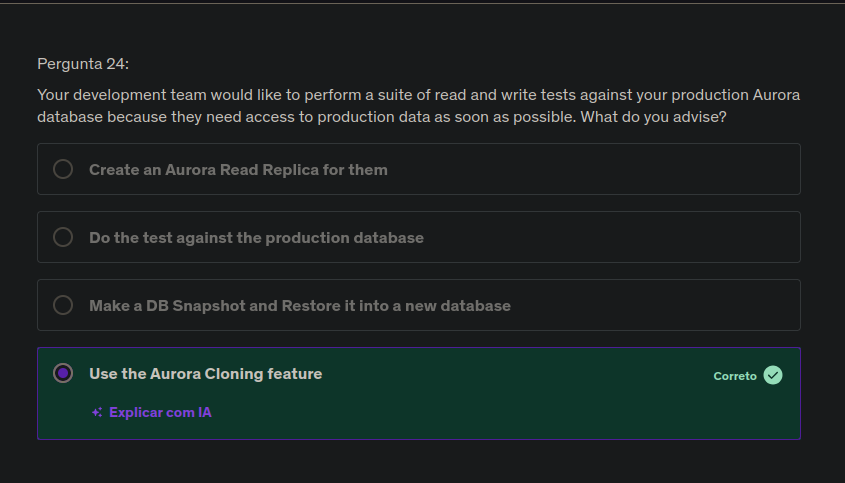 Pergunta 24:
Your development team would like to perform a suite of read and write tests against your production Aurora
database because they need access to production data as soon as possible. What do you advise?
Create an Aurora Read Replica for them
Do the test against the production database
Make a DB Snapshot and Restore it into a new database
Use the Aurora Cloning feature
Correto
Explicar com IA